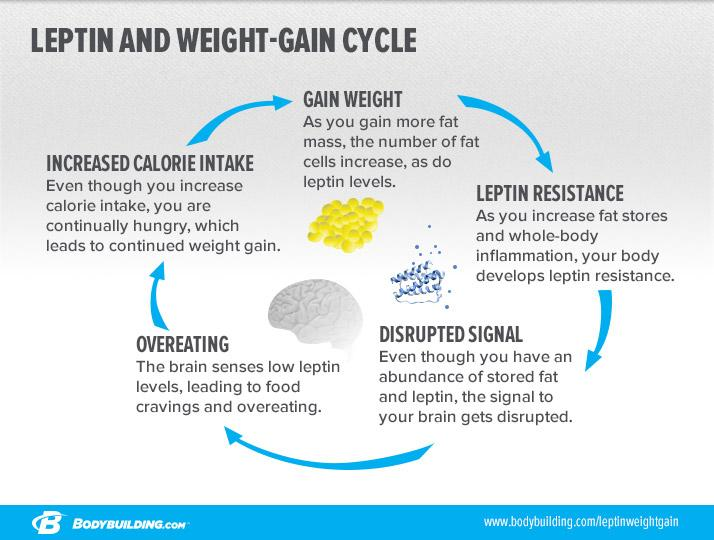 LEPTIN AND WEIGHT-GAIN CYCLE
GAIN WEIGHT
As you gain more fat
mass, the number of fat
cells increase, as do
leptin levels.
LEPTIN RESISTANCE
As you increase fat stores
and whole-body
inflammation, your body
develops leptin resistance.
DISRUPTED SIGNAL
Even though you have an
abundance of stored fat
and leptin, the signal to
your brain gets disrupted.
OVEREATING
The brain senses low leptin
levels, leading to food
cravings and overeating.
INCREASED CALORIE INTAKE
Even though you increase
calorie intake, you are
continually hungry, which
leads to continued weight gain.
B BODYBUILDING.COM
www.bodybuilding.com/leptinweightgain